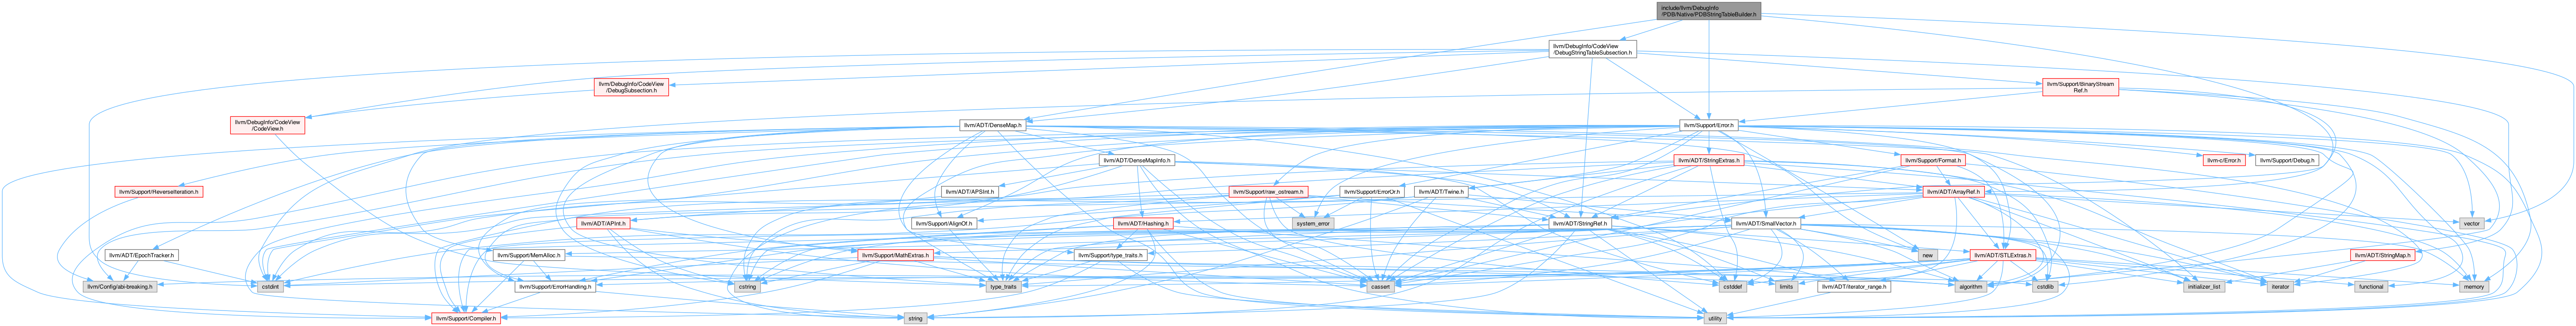 include/llvm/DebugInfo
/PDB/Native/PDBStringTableBuilder.h
llvm/DebugInfo/CodeView
/DebugStringTableSubsection.h
llvm/DebugInfo/CodeView
/DebugSubsection.h
llvm/Support/BinaryStream
Ref.h
llvm/DebugInfo/CodeView
/CodeView.h
llvm/ADT/DenseMap.h
llvm/Support/Error.h
llvm/ADT/DenseMapInfo.h
llvm/ADT/StringExtras.h
llvm/Support/Format.h
llvm-c/Error.h
llvm/Support/Debug.h
llvm/Support/ReverseIteration.h
llvm/ADT/APSInt.h
llvm/Support/raw_ostream.h
llvm/Support/ErrorOr.h
llvm/ADT/Twine.h
llvm/ADT/ArrayRef.h
llvm/ADT/APInt.h
llvm/Support/AlignOf.h
llvm/ADT/Hashing.h
system_error
llvm/ADT/StringRef.h
llvm/ADT/SmallVector.h
vector
llvm/ADT/EpochTracker.h
llvm/Support/MemAlloc.h
llvm/Support/MathExtras.h
llvm/Support/type_traits.h
new
llvm/ADT/STLExtras.h
llvm/ADT/StringMap.h
llvm/Config/abi-breaking.h
cstdint
llvm/Support/ErrorHandling.h
cstring
type_traits
cassert
cstddef
limits
llvm/ADT/iterator_range.h
algorithm
cstdlib
initializer_list
iterator
functional
memory
llvm/Support/Compiler.h
string
utility